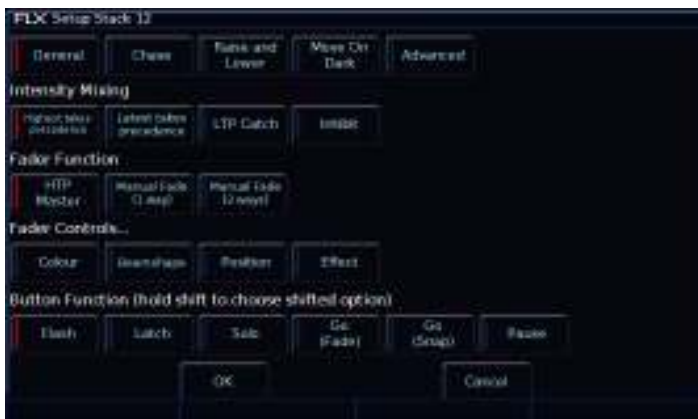 FLX Setup Stack 12
General Chase Raise and Lower Move On Dark Advanced
Intensity Mixing
Highest takes precedence Latest takes precedence LTP Catch Inhibit
Fader Function
HTP Master Manual Fade (1 way) Manual Fade (2 ways)
Fader Controls...
Colour Beamshape Position Effect
Button Function (hold shift to choose shifted option)
Flash Latch Solo Go (Fade) Go (Snap) Pause
OK Cancel